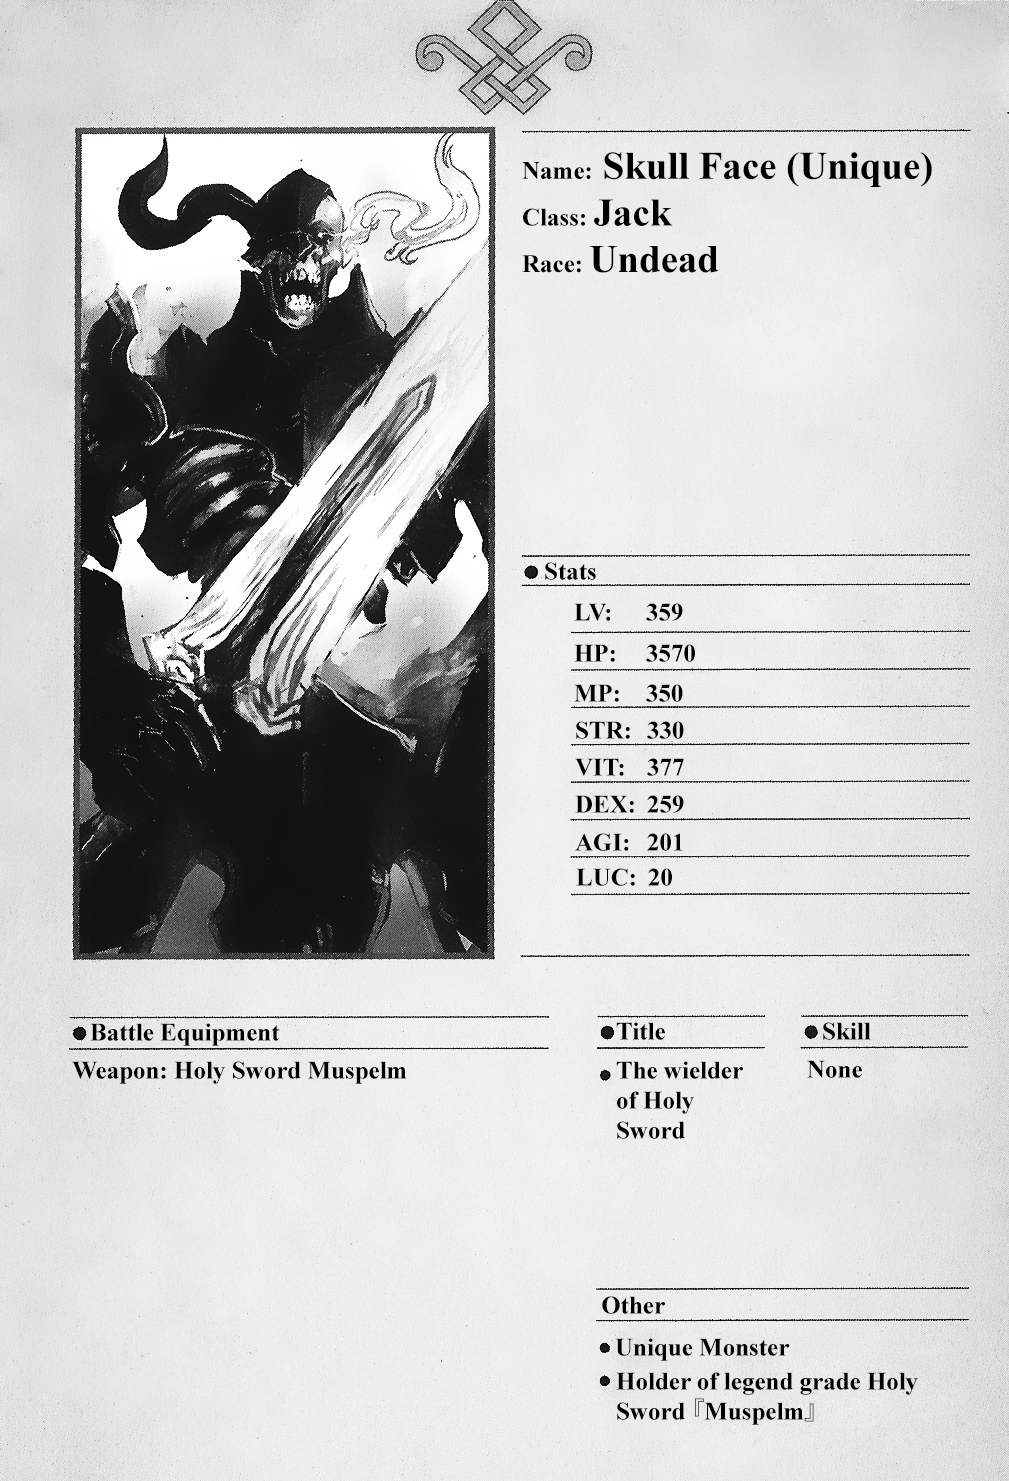 Name: Skull Face (Unique)
Class: Jack
Race: Undead
● Stats
LV: 359
HP: 3570
MP: 350
STR: 330
VIT: 377
DEX: 259
AGI: 201
LUC: 20
● Battle Equipment
Weapon: Holy Sword Muspelm
● Title
● The wielder
of Holy
Sword
● Skill
None
Other
● Unique Monster
● Holder of legend grade Holy
Sword『Muspelm』